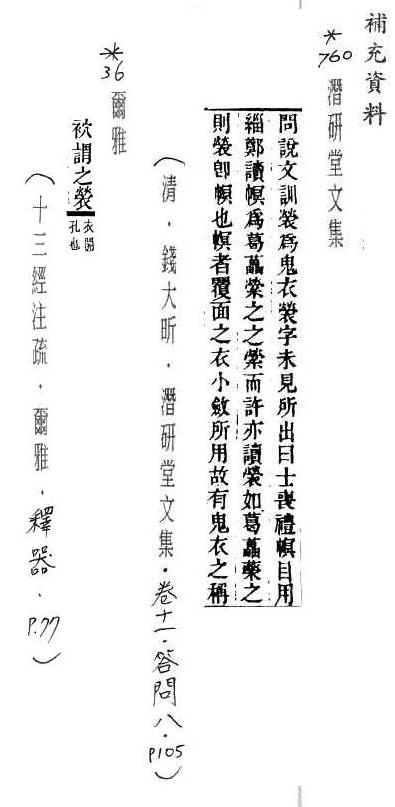 補充資料
*760 潛研堂文集
問說文訓褮爲鬼衣褮字未見所出曰士喪禮幎目用
緇鄭讀幎爲葛藟縈之之縈而許亦讀褮如葛藟之
則褮卽幎也幎者覆面之衣小斂所用故有鬼衣之稱
(清．錢大昕．潛研堂文集．卷十一．答問八．P105)
*36 爾雅
袕謂之褮 衣開孔也
(十三經注疏．爾雅．釋器．P.77)